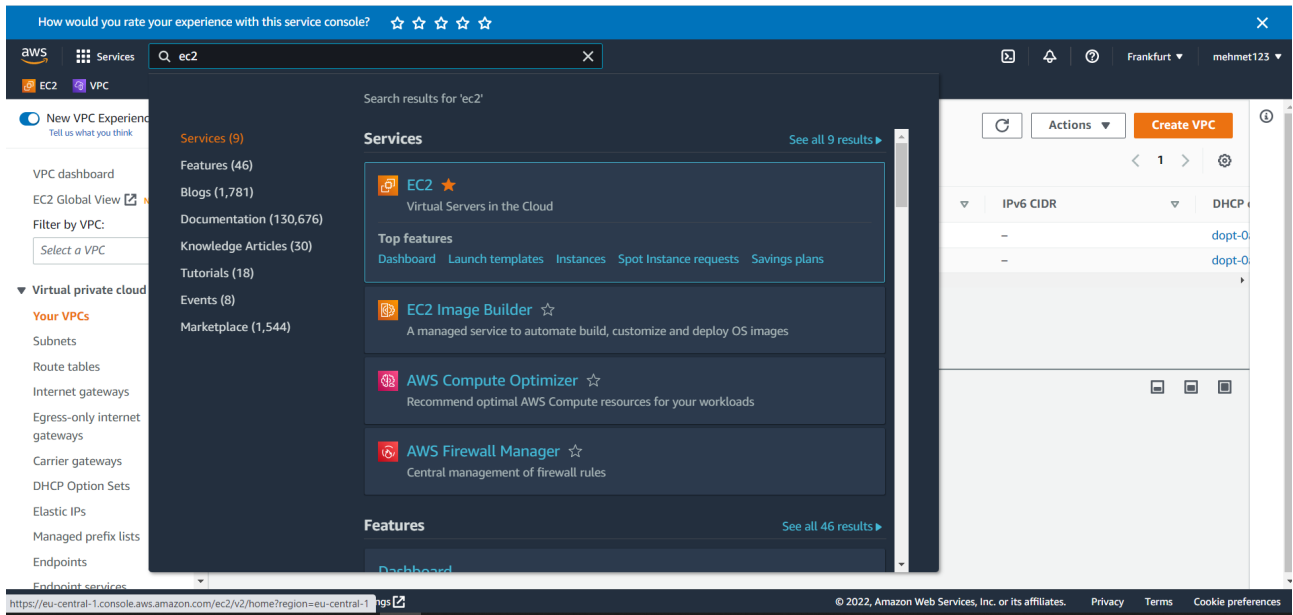 How would you rate your experience with this service console?
aws Services ec2 Frankfurt mehmet123
EC2 VPC
New VPC Experienc
Tell us what you think
VPC dashboard
EC2 Global View
Filter by VPC:
Select a VPC
Virtual private cloud
Your VPCs
Subnets
Route tables
Internet gateways
Egress-only internet
gateways
Carrier gateways
DHCP Option Sets
Elastic IPs
Managed prefix lists
Endpoints
Endpoint services
Search results for 'ec2'
Services (9)
Features (46)
Blogs (1,781)
Documentation (130,676)
Knowledge Articles (30)
Tutorials (18)
Events (8)
Marketplace (1,544)
Services See all 9 results
EC2
Virtual Servers in the Cloud
Top features
Dashboard Launch templates Instances Spot Instance requests Savings plans
EC2 Image Builder
A managed service to automate build, customize and deploy OS images
AWS Compute Optimizer
Recommend optimal AWS Compute resources for your workloads
AWS Firewall Manager
Central management of firewall rules
Features See all 46 results
Dashboard
Actions Create VPC
1
IPv6 CIDR DHCP
– dopt-0
– dopt-0
https://eu-central-1.console.aws.amazon.com/ec2/v2/home?region=eu-central-1 ngs © 2022, Amazon Web Services, Inc. or its affiliates. Privacy Terms Cookie preferences